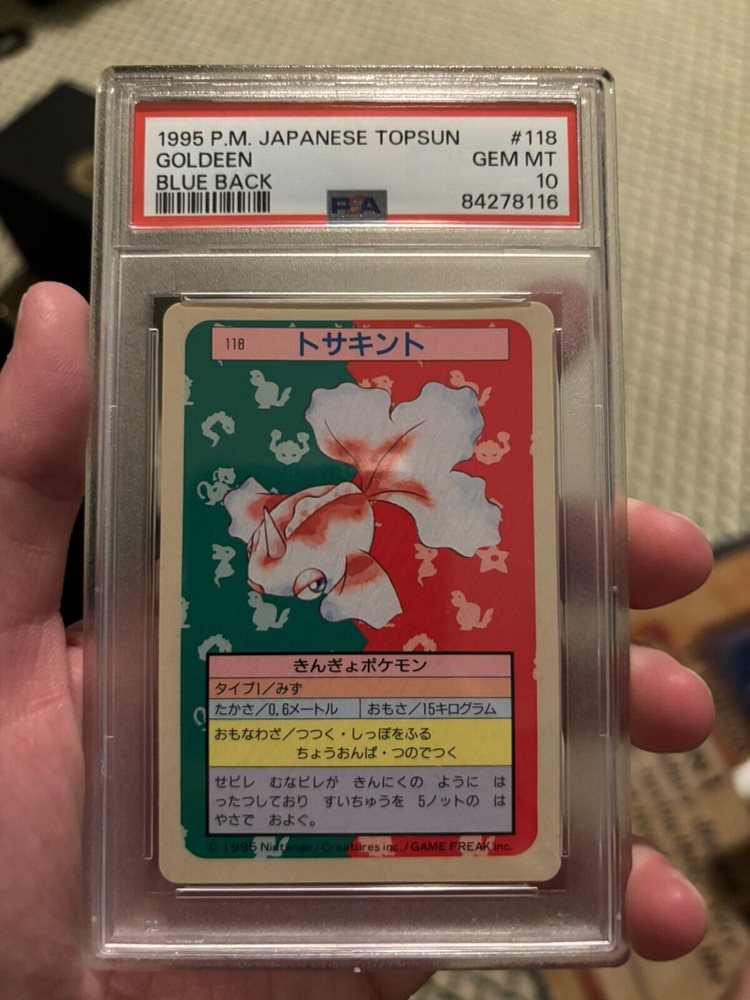 1995 P.M. JAPANESE TOPSUN #118
GOLDEEN GEM MT
BLUE BACK 10
PSA 84278116
118 トサキント
きんぎょポケモン
タイプ1/みず
たかさ/0.6メートル おもさ/15キログラム
おもなわざ/つつく・しっぽをふる
ちょうおんぱ・つのでつく
せビレ むなビレが きんにくの ように は
ったつしており すいちゅうを 5ノットの は
やさで およぐ。
© 1995 Nintendo / Creatures inc. / GAME FREAK inc.